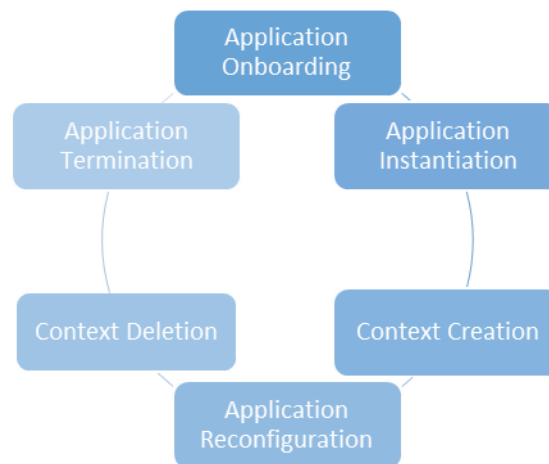 Application
Onboarding
Application
Instantiation
Context Creation
Application
Reconfiguration
Context Deletion
Application
Termination